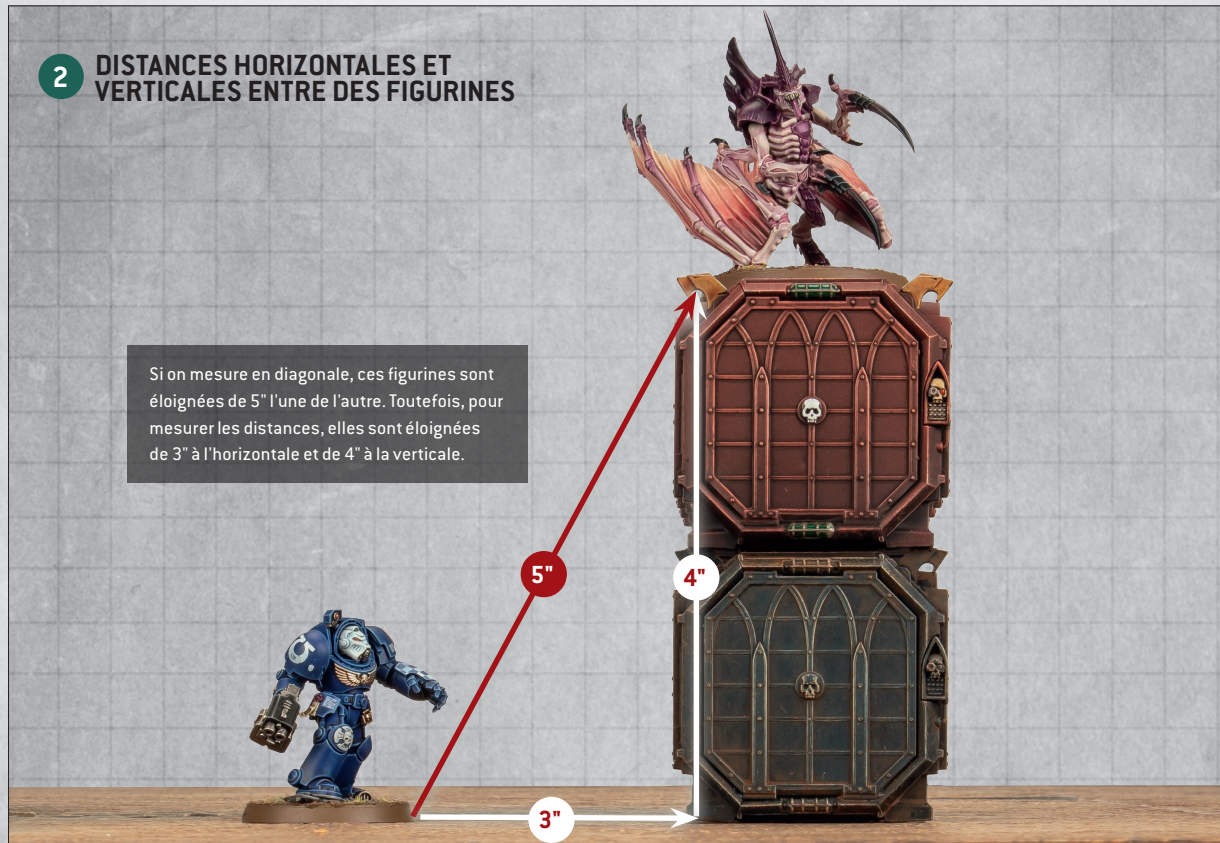 2
DISTANCES HORIZONTALES ET
VERTICALES ENTRE DES FIGURINES
Si on mesure en diagonale, ces figurines sont
éloignées de 5" l'une de l'autre. Toutefois, pour
mesurer les distances, elles sont éloignées
de 3" à l'horizontale et de 4" à la verticale.
5"
4"
3"